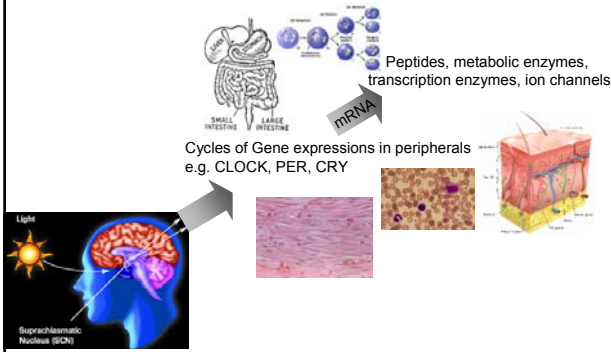 LIVER
STOMACH
SMALL INTESTINE
LARGE INTESTINE
Peptides, metabolic enzymes,
transcription enzymes, ion channels
mRNA
Cycles of Gene expressions in peripherals
e.g. CLOCK, PER, CRY
Light
Suprachiasmatic
Nucleus (SCN)